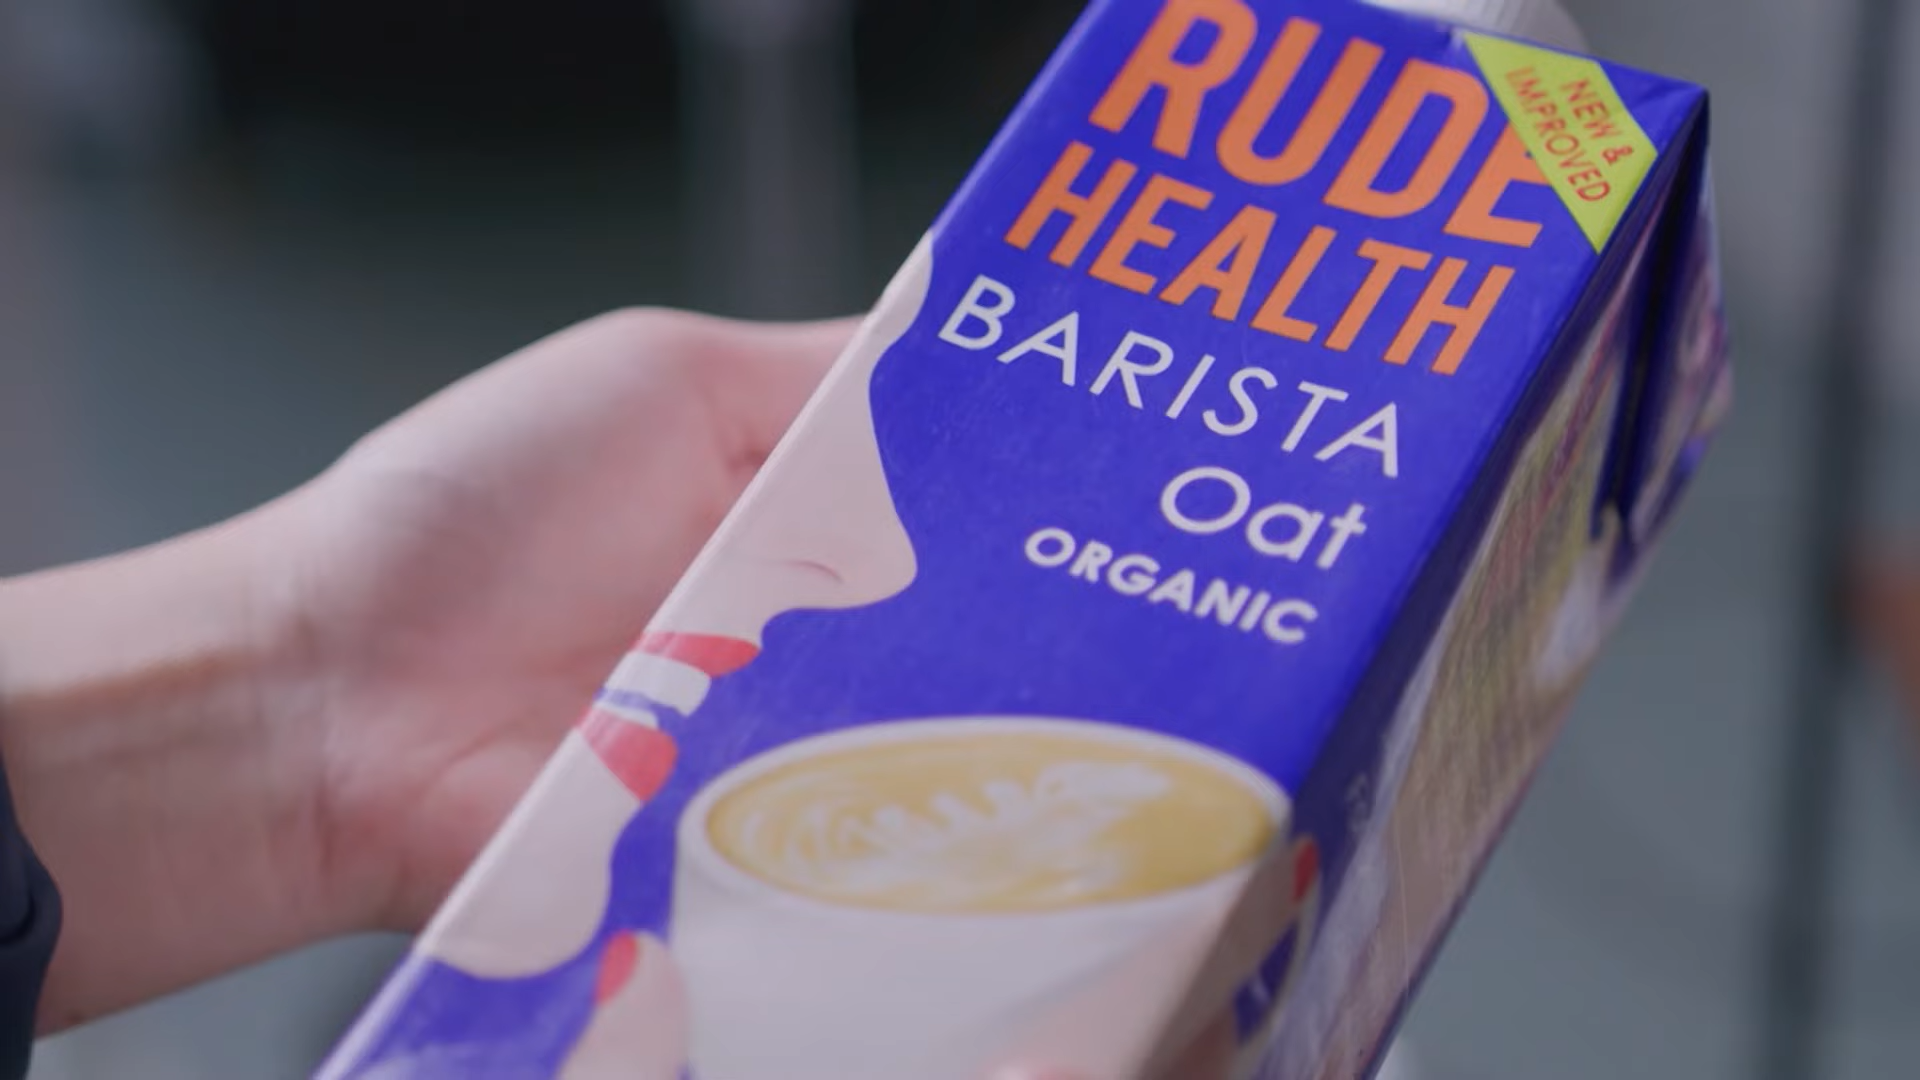 RUDE
HEALTH
NEW &
IMPROVED
BARISTA
Oat
ORGANIC